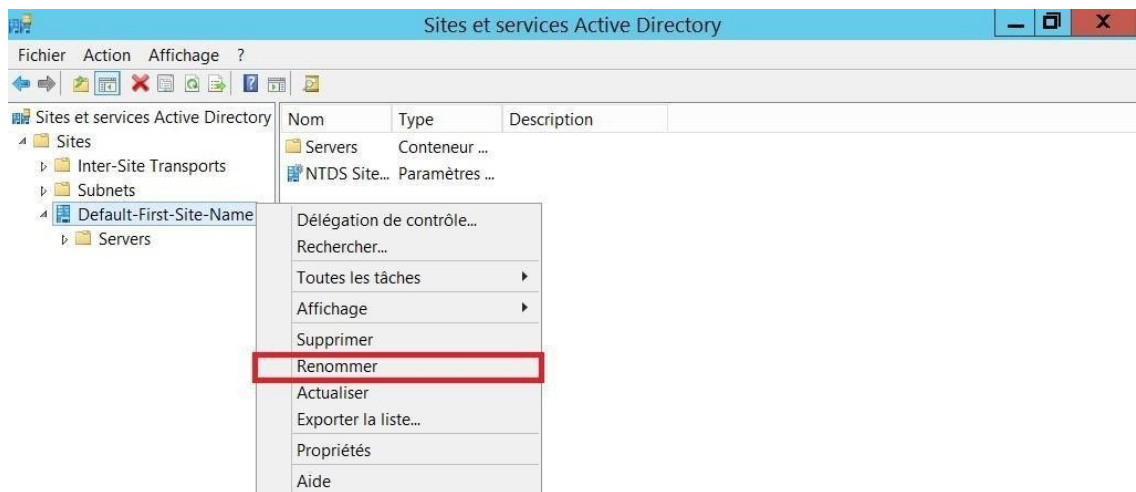 Sites et services Active Directory
Fichier Action Affichage ?
Sites et services Active Directory
Sites
Inter-Site Transports
Subnets
Default-First-Site-Name
Servers
Nom Type Description
Servers Conteneur ...
NTDS Site... Paramètres ...
Délégation de contrôle...
Rechercher...
Toutes les tâches
Affichage
Supprimer
Renommer
Actualiser
Exporter la liste...
Propriétés
Aide